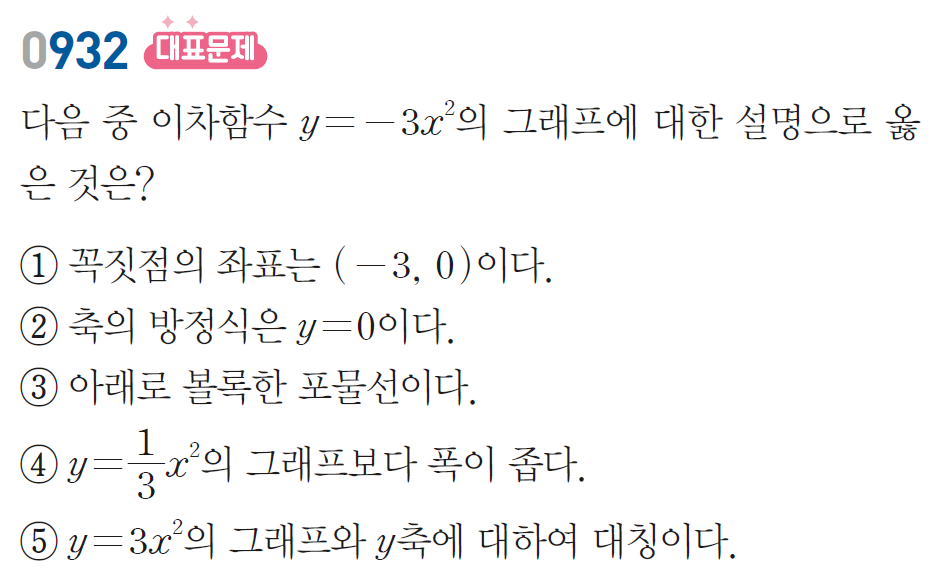 0932 대표문제
다음 중 이차함수 y=-3x²의 그래프에 대한 설명으로 옳
은 것은?
① 꼭짓점의 좌표는 (-3, 0)이다.
② 축의 방정식은 y=0이다.
③ 아래로 볼록한 포물선이다.
④ y=1/3x²의 그래프보다 폭이 좁다.
⑤ y=3x²의 그래프와 y축에 대하여 대칭이다.